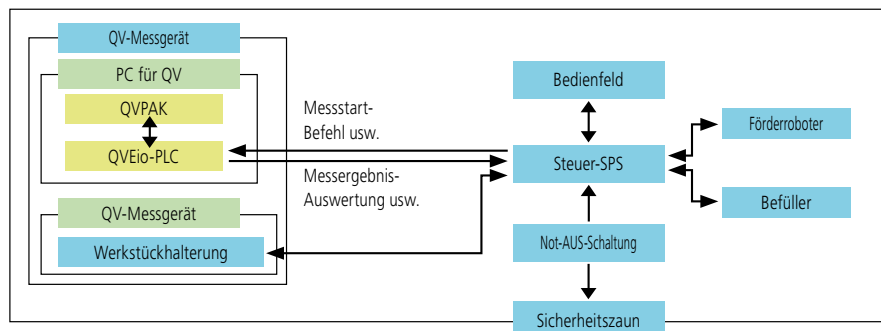 QV-Messgerät
PC für QV
QVPAK
QVEio-PLC
QV-Messgerät
Werkstückhalterung
Messstart-
Befehl usw.
Messergebnis-
Auswertung usw.
Bedienfeld
Steuer-SPS
Not-AUS-Schaltung
Sicherheitszaun
Förderroboter
Befüller